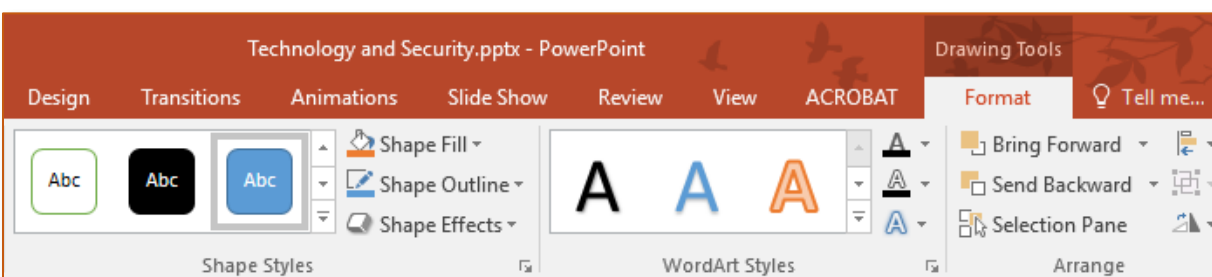 Technology and Security.pptx - PowerPoint
Drawing Tools
Design Transitions Animations Slide Show Review View ACROBAT Format Tell me...
Abc Abc Abc Shape Fill A A A A Bring Forward
Shape Outline A Send Backward
Shape Effects A Selection Pane
Shape Styles WordArt Styles Arrange